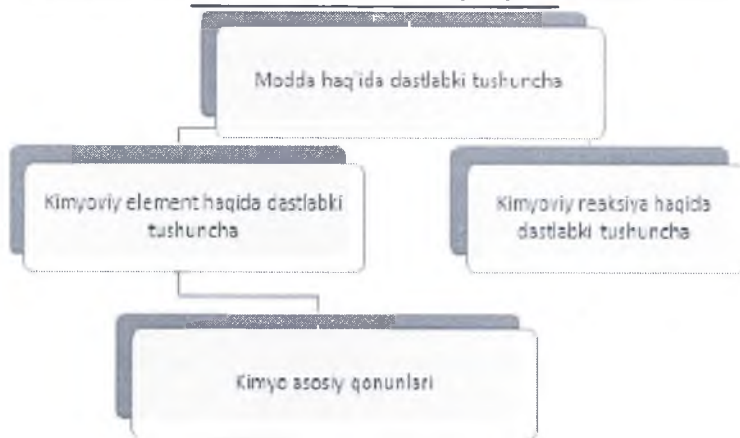 Modda haqida dastlabki tushuncha
Kimyoviy element haqida dastlabki
tushuncha
Kimyoviy reaksiya haqida
dastlabki tushuncha
Kimyo asosiy qonunlari